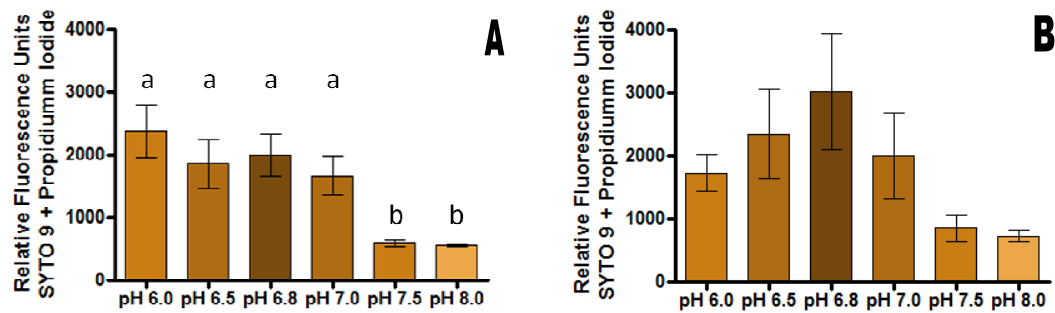 Relative Fluorescence Units
SYTO 9 + Propidiumm Iodide
4000
3000
2000
1000
0
a
a
a
a
b
b
A
pH 6.0
pH 6.5
pH 6.8
pH 7.0
pH 7.5
pH 8.0
Relative Fluorescence Units
SYTO 9 + Propidiumm Iodide
4000
3000
2000
1000
0
B
pH 6.0
pH 6.5
pH 6.8
pH 7.0
pH 7.5
pH 8.0